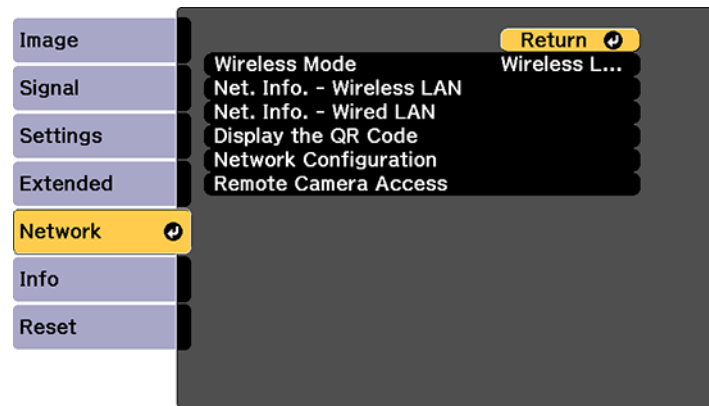 Image
Signal
Settings
Extended
Network
Info
Reset
Return
Wireless Mode Wireless L...
Net. Info. - Wireless LAN
Net. Info. - Wired LAN
Display the QR Code
Network Configuration
Remote Camera Access